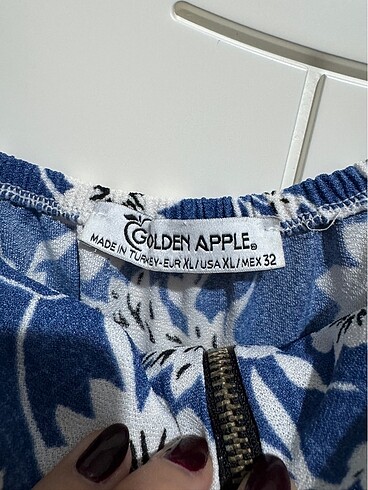 GOLDEN APPLE®
MADE IN TURKEY-EUR XL/USA XL/MEX 32